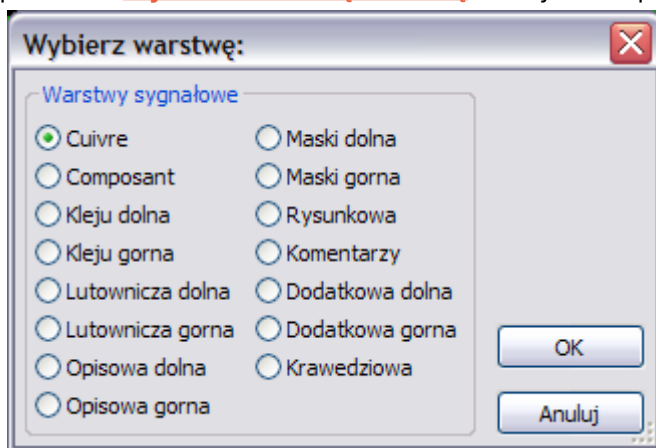 Wybierz warstwę:
Warstwy sygnałowe
Cuivre
Composant
Kleju dolna
Kleju gorna
Lutownicza dolna
Lutownicza gorna
Opisowa dolna
Opisowa gorna
Maski dolna
Maski gorna
Rysunkowa
Komentarzy
Dodatkowa dolna
Dodatkowa gorna
Krawedziowa
OK
Anuluj